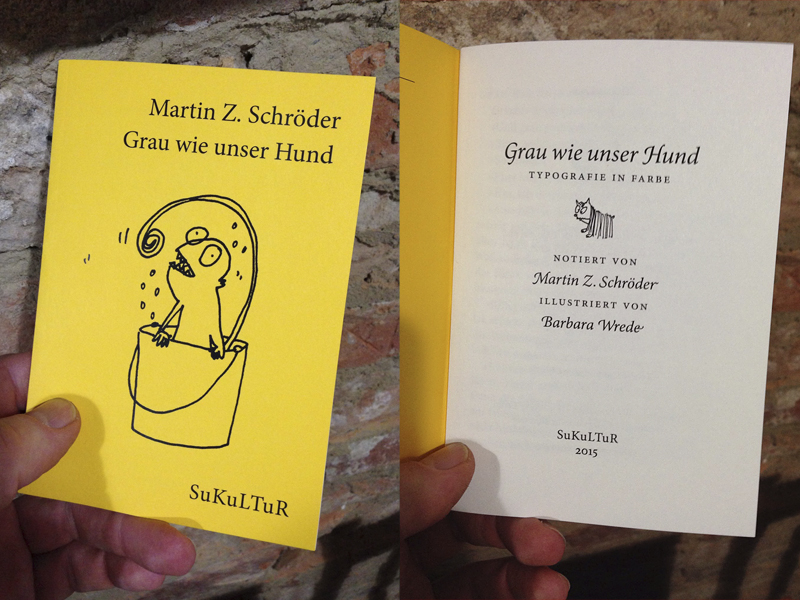 Martin Z. Schröder
Grau wie unser Hund
SuKuLTuR
Grau wie unser Hund
TYPOGRAFIE IN FARBE
NOTIERT VON
Martin Z. Schröder
ILLUSTRIERT VON
Barbara Wrede
SuKuLTuR
2015